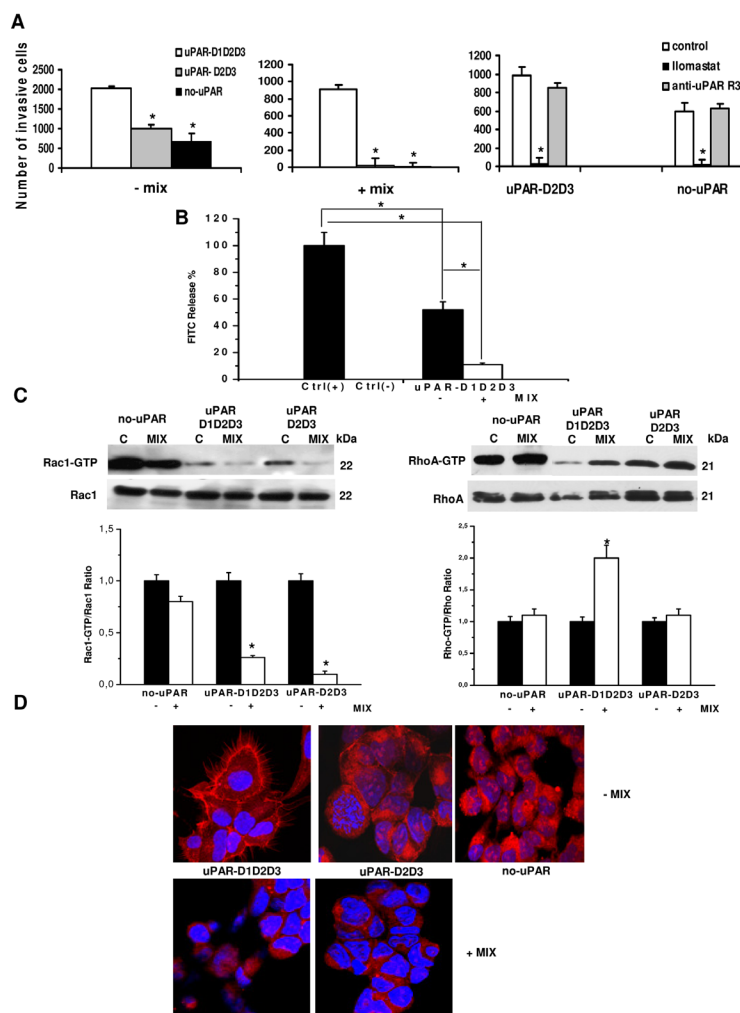 A
uPAR-D1D2D3
uPAR- D2D3
no-uPAR
control
Ilomastat
anti-uPAR R3
Number of invasive cells
2500
2000
1500
1000
500
0
* *
- mix
1000
800
600
400
200
0
* *
+ mix
1000
800
600
400
200
0
* *
uPAR-D2D3 no-uPAR
B
FITC Release %
120
100
80
60
40
20
0
*
*
*
Ctrl(+) Ctrl(-) uPAR-D1D2D3
- + MIX
C
no-uPAR uPAR D1D2D3 uPAR D2D3
C MIX C MIX C MIX kDa
Rac1-GTP 22
Rac1 22
no-uPAR uPAR D1D2D3 uPAR D2D3
C MIX C MIX C MIX kDa
RhoA-GTP 21
RhoA 21
Rac1-GTP/Rac1 Ratio
1,5
1,0
0,5
0,0
* *
no-uPAR uPAR-D1D2D3 uPAR-D2D3
- + - + - + MIX
Rho-GTP/Rho Ratio
2,5
2,0
1,5
1,0
0,5
0,0
*
no-uPAR uPAR-D1D2D3 uPAR-D2D3
- + - + - + MIX
D
- MIX
uPAR-D1D2D3 uPAR-D2D3 no-uPAR
+ MIX